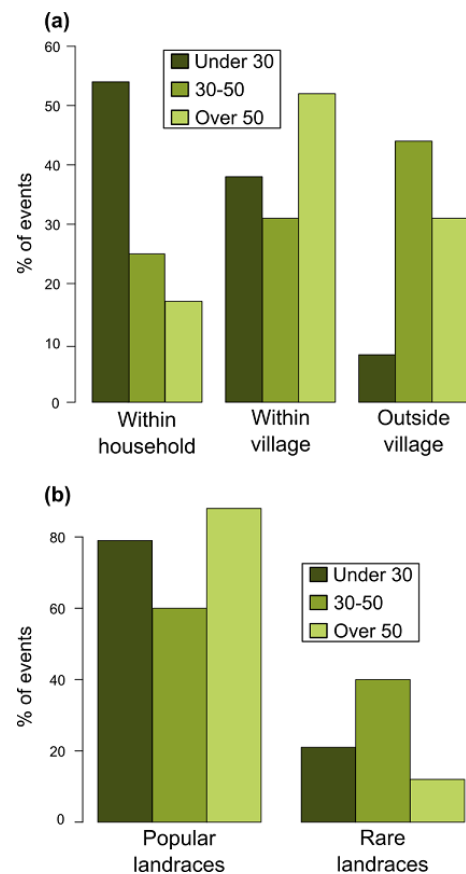 (a)
60
50
40
30
20
10
0
% of events
Under 30
30-50
Over 50
Within household
Within village
Outside village
(b)
80
60
40
20
0
% of events
Under 30
30-50
Over 50
Popular landraces
Rare landraces